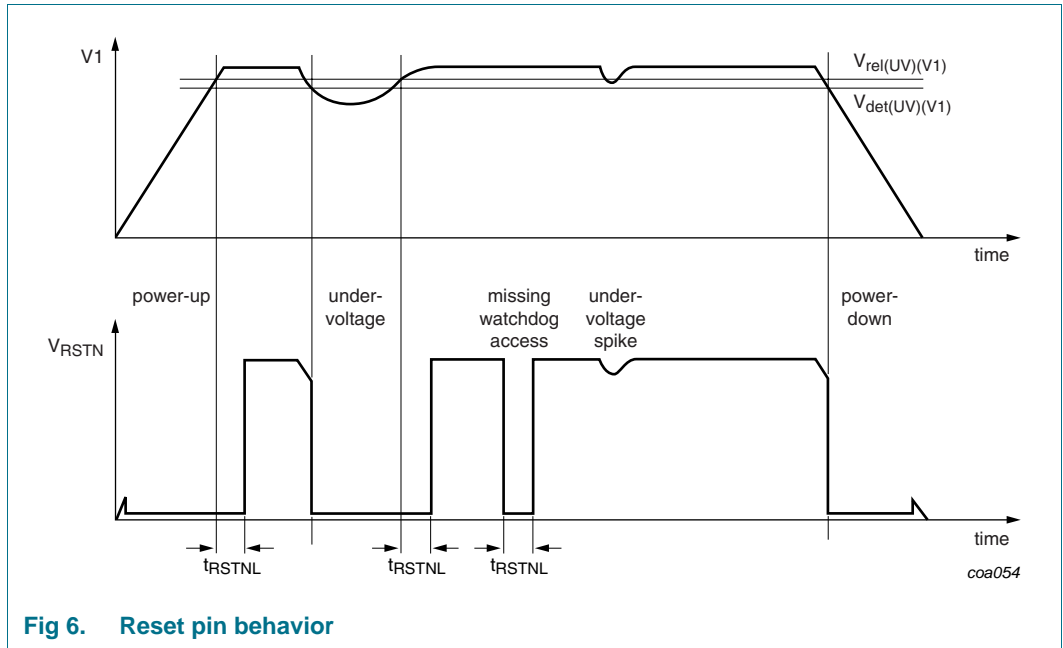 V1
Vrel(UV)(V1)
Vdet(UV)(V1)
time
power-up
under-
voltage
missing
watchdog
access
under-
voltage
spike
power-
down
VRSTN
time
tRSTNL
tRSTNL
tRSTNL
coa054
Fig 6. Reset pin behavior